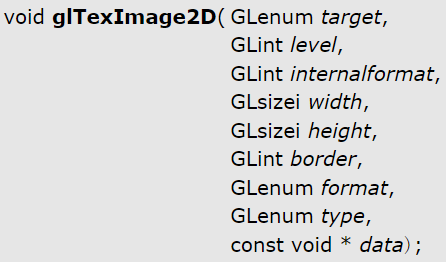 void glTexImage2D( GLenum target,
GLint level,
GLint internalformat,
GLsizei width,
GLsizei height,
GLint border,
GLenum format,
GLenum type,
const void * data);